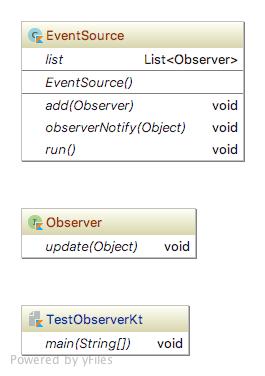 EventSource
list List<Observer>
EventSource()
add(Observer) void
observerNotify(Object) void
run() void
Observer
update(Object) void
TestObserverKt
main(String[]) void
Powered by yFiles